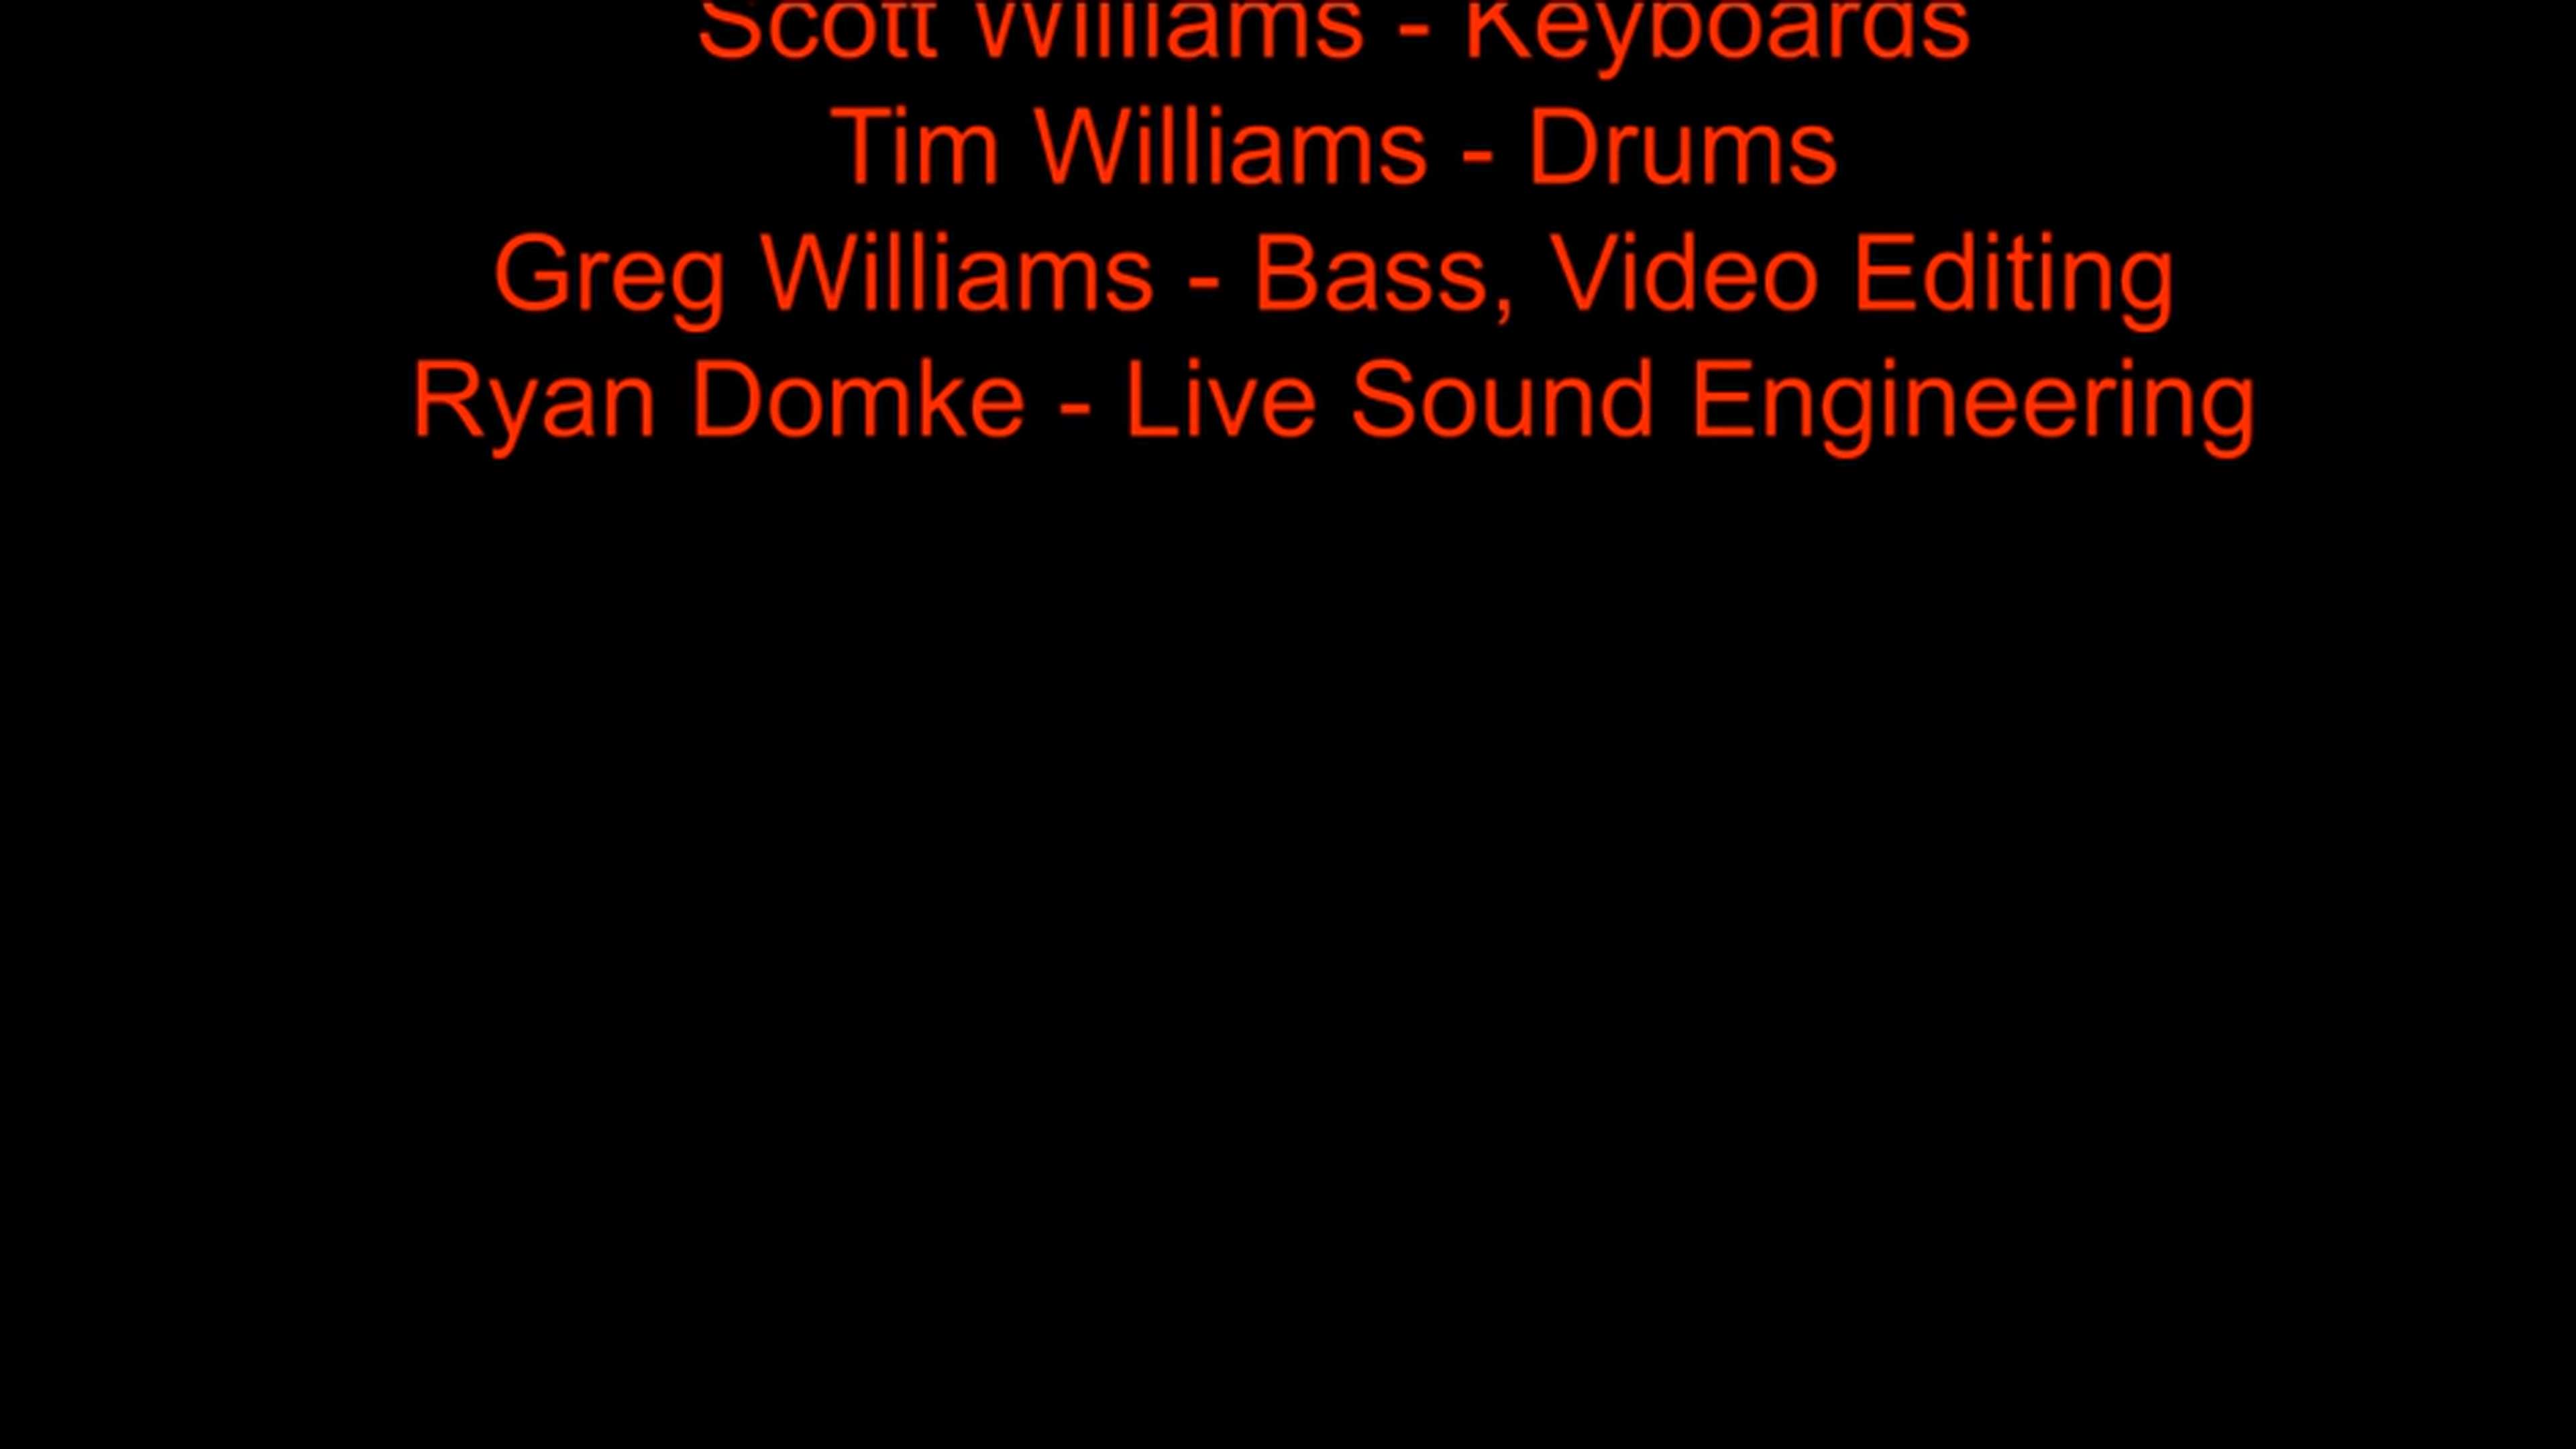 Scott Williams - Keyboards
Tim Williams - Drums
Greg Williams - Bass, Video Editing
Ryan Domke - Live Sound Engineering